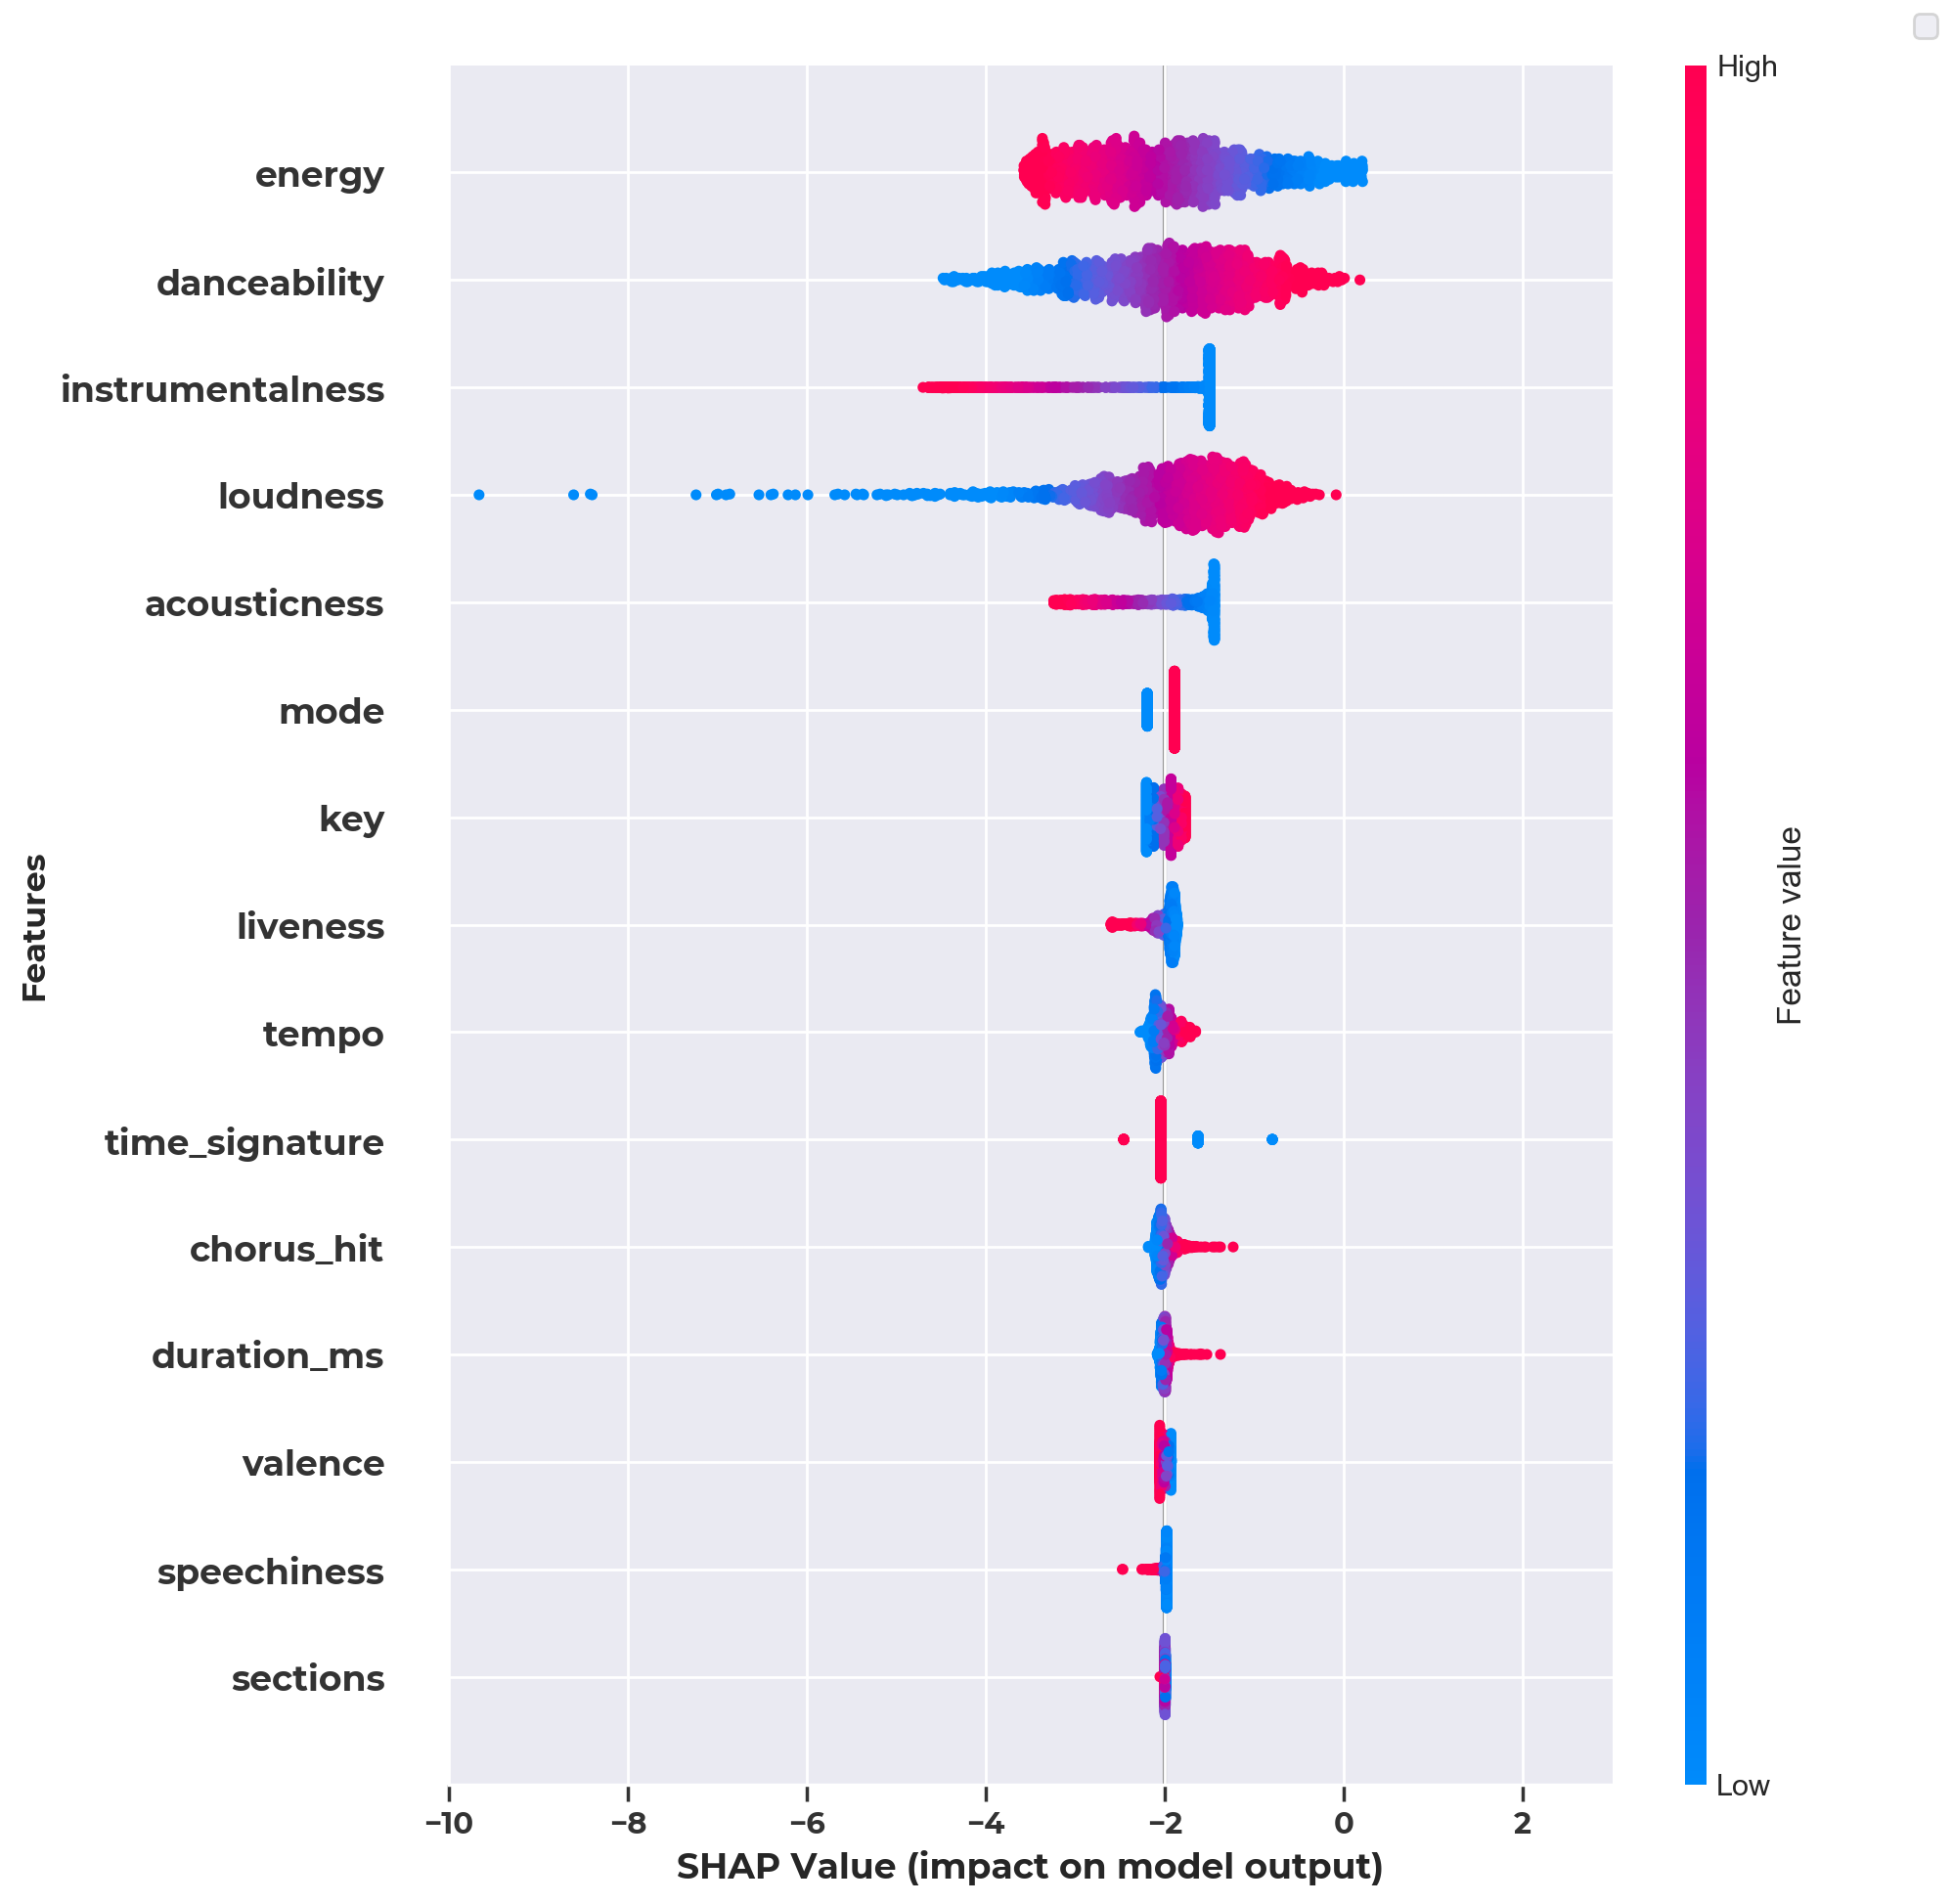 High
energy
danceability
instrumentalness
loudness
acousticness
mode
key
liveness
tempo
time_signature
chorus_hit
duration_ms
valence
speechiness
sections
Features
Feature value
Low
−10 −8 −6 −4 −2 0 2
SHAP Value (impact on model output)